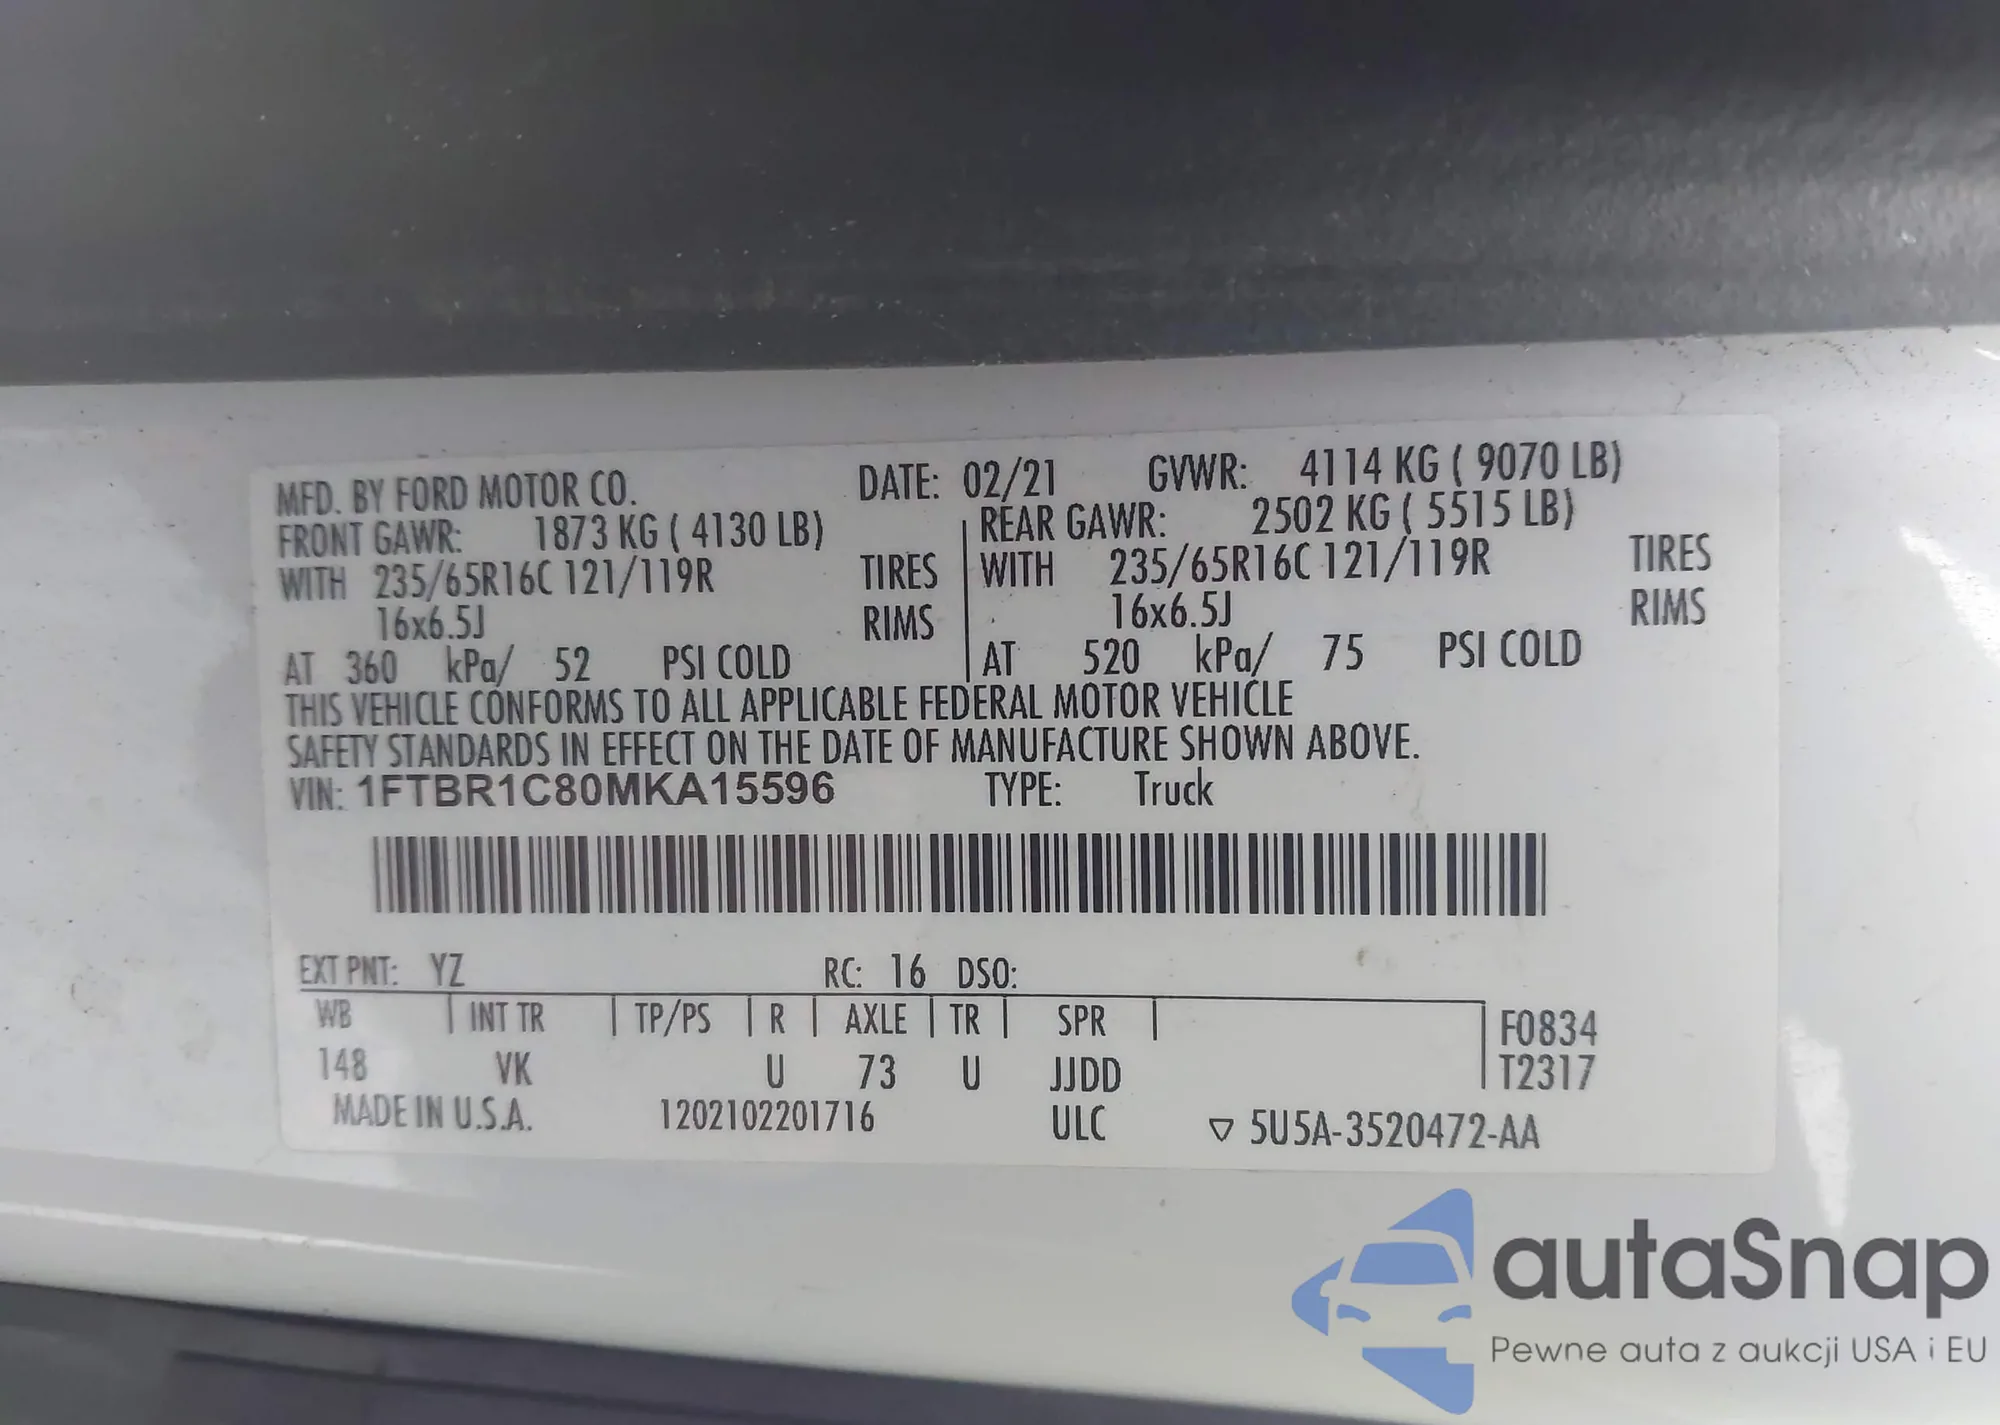 MFD. BY FORD MOTOR CO. DATE: 02/21 GVWR: 4114 KG ( 9070 LB)
FRONT GAWR: 1873 KG ( 4130 LB) REAR GAWR: 2502 KG ( 5515 LB)
WITH 235/65R16C 121/119R TIRES WITH 235/65R16C 121/119R TIRES
16x6.5J RIMS 16x6.5J RIMS
AT 360 kPa/ 52 PSI COLD AT 520 kPa/ 75 PSI COLD
THIS VEHICLE CONFORMS TO ALL APPLICABLE FEDERAL MOTOR VEHICLE
SAFETY STANDARDS IN EFFECT ON THE DATE OF MANUFACTURE SHOWN ABOVE.
VIN: 1FTBR1C80MKA15596 TYPE: Truck
EXT PNT: YZ RC: 16 DSO:
WB INT TR TP/PS R AXLE TR SPR F0834
148 VK U 73 U JJDD T2317
MADE IN U.S.A. 1202102201716 ULC ▽ 5U5A-3520472-AA
autaSnap
Pewne auta z aukcji USA i EU